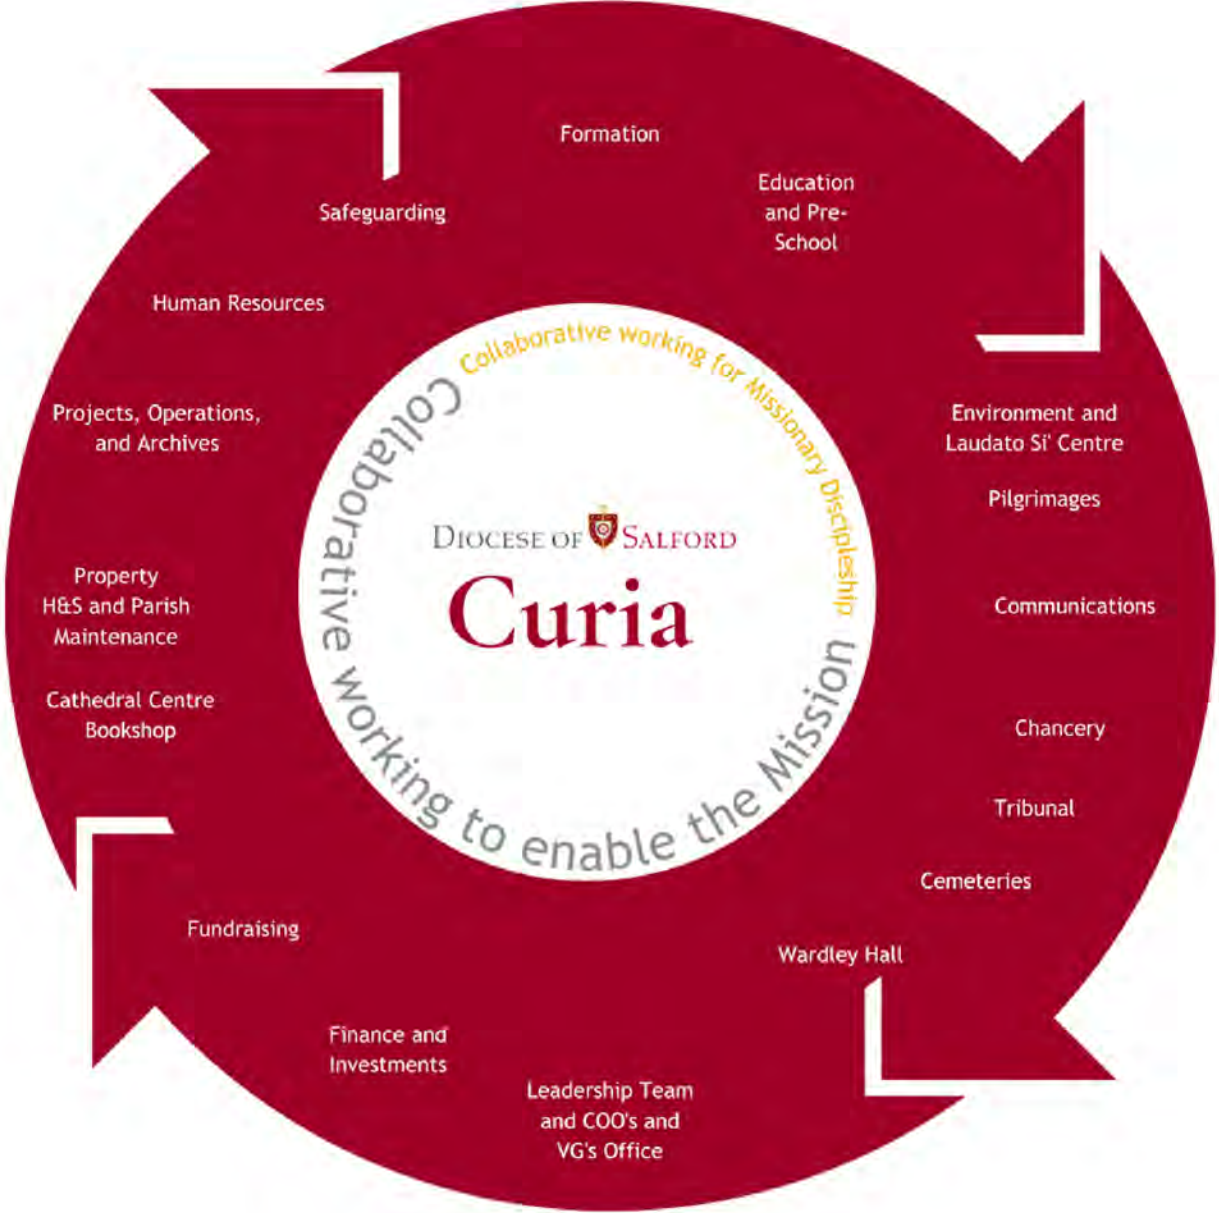 Formation
Education
and Pre-
School
Safeguarding
Human Resources
Projects, Operations,
and Archives
Property
H&S and Parish
Maintenance
Cathedral Centre
Bookshop
Collaborative working for Missionary Discipleship
Collaborative working to enable the Mission
DIOCESE OF SALFORD
Curia
Environment and
Laudato Si' Centre
Pilgrimages
Communications
Chancery
Tribunal
Cemeteries
Wardley Hall
Fundraising
Finance and
Investments
Leadership Team
and COO's and
VG's Office